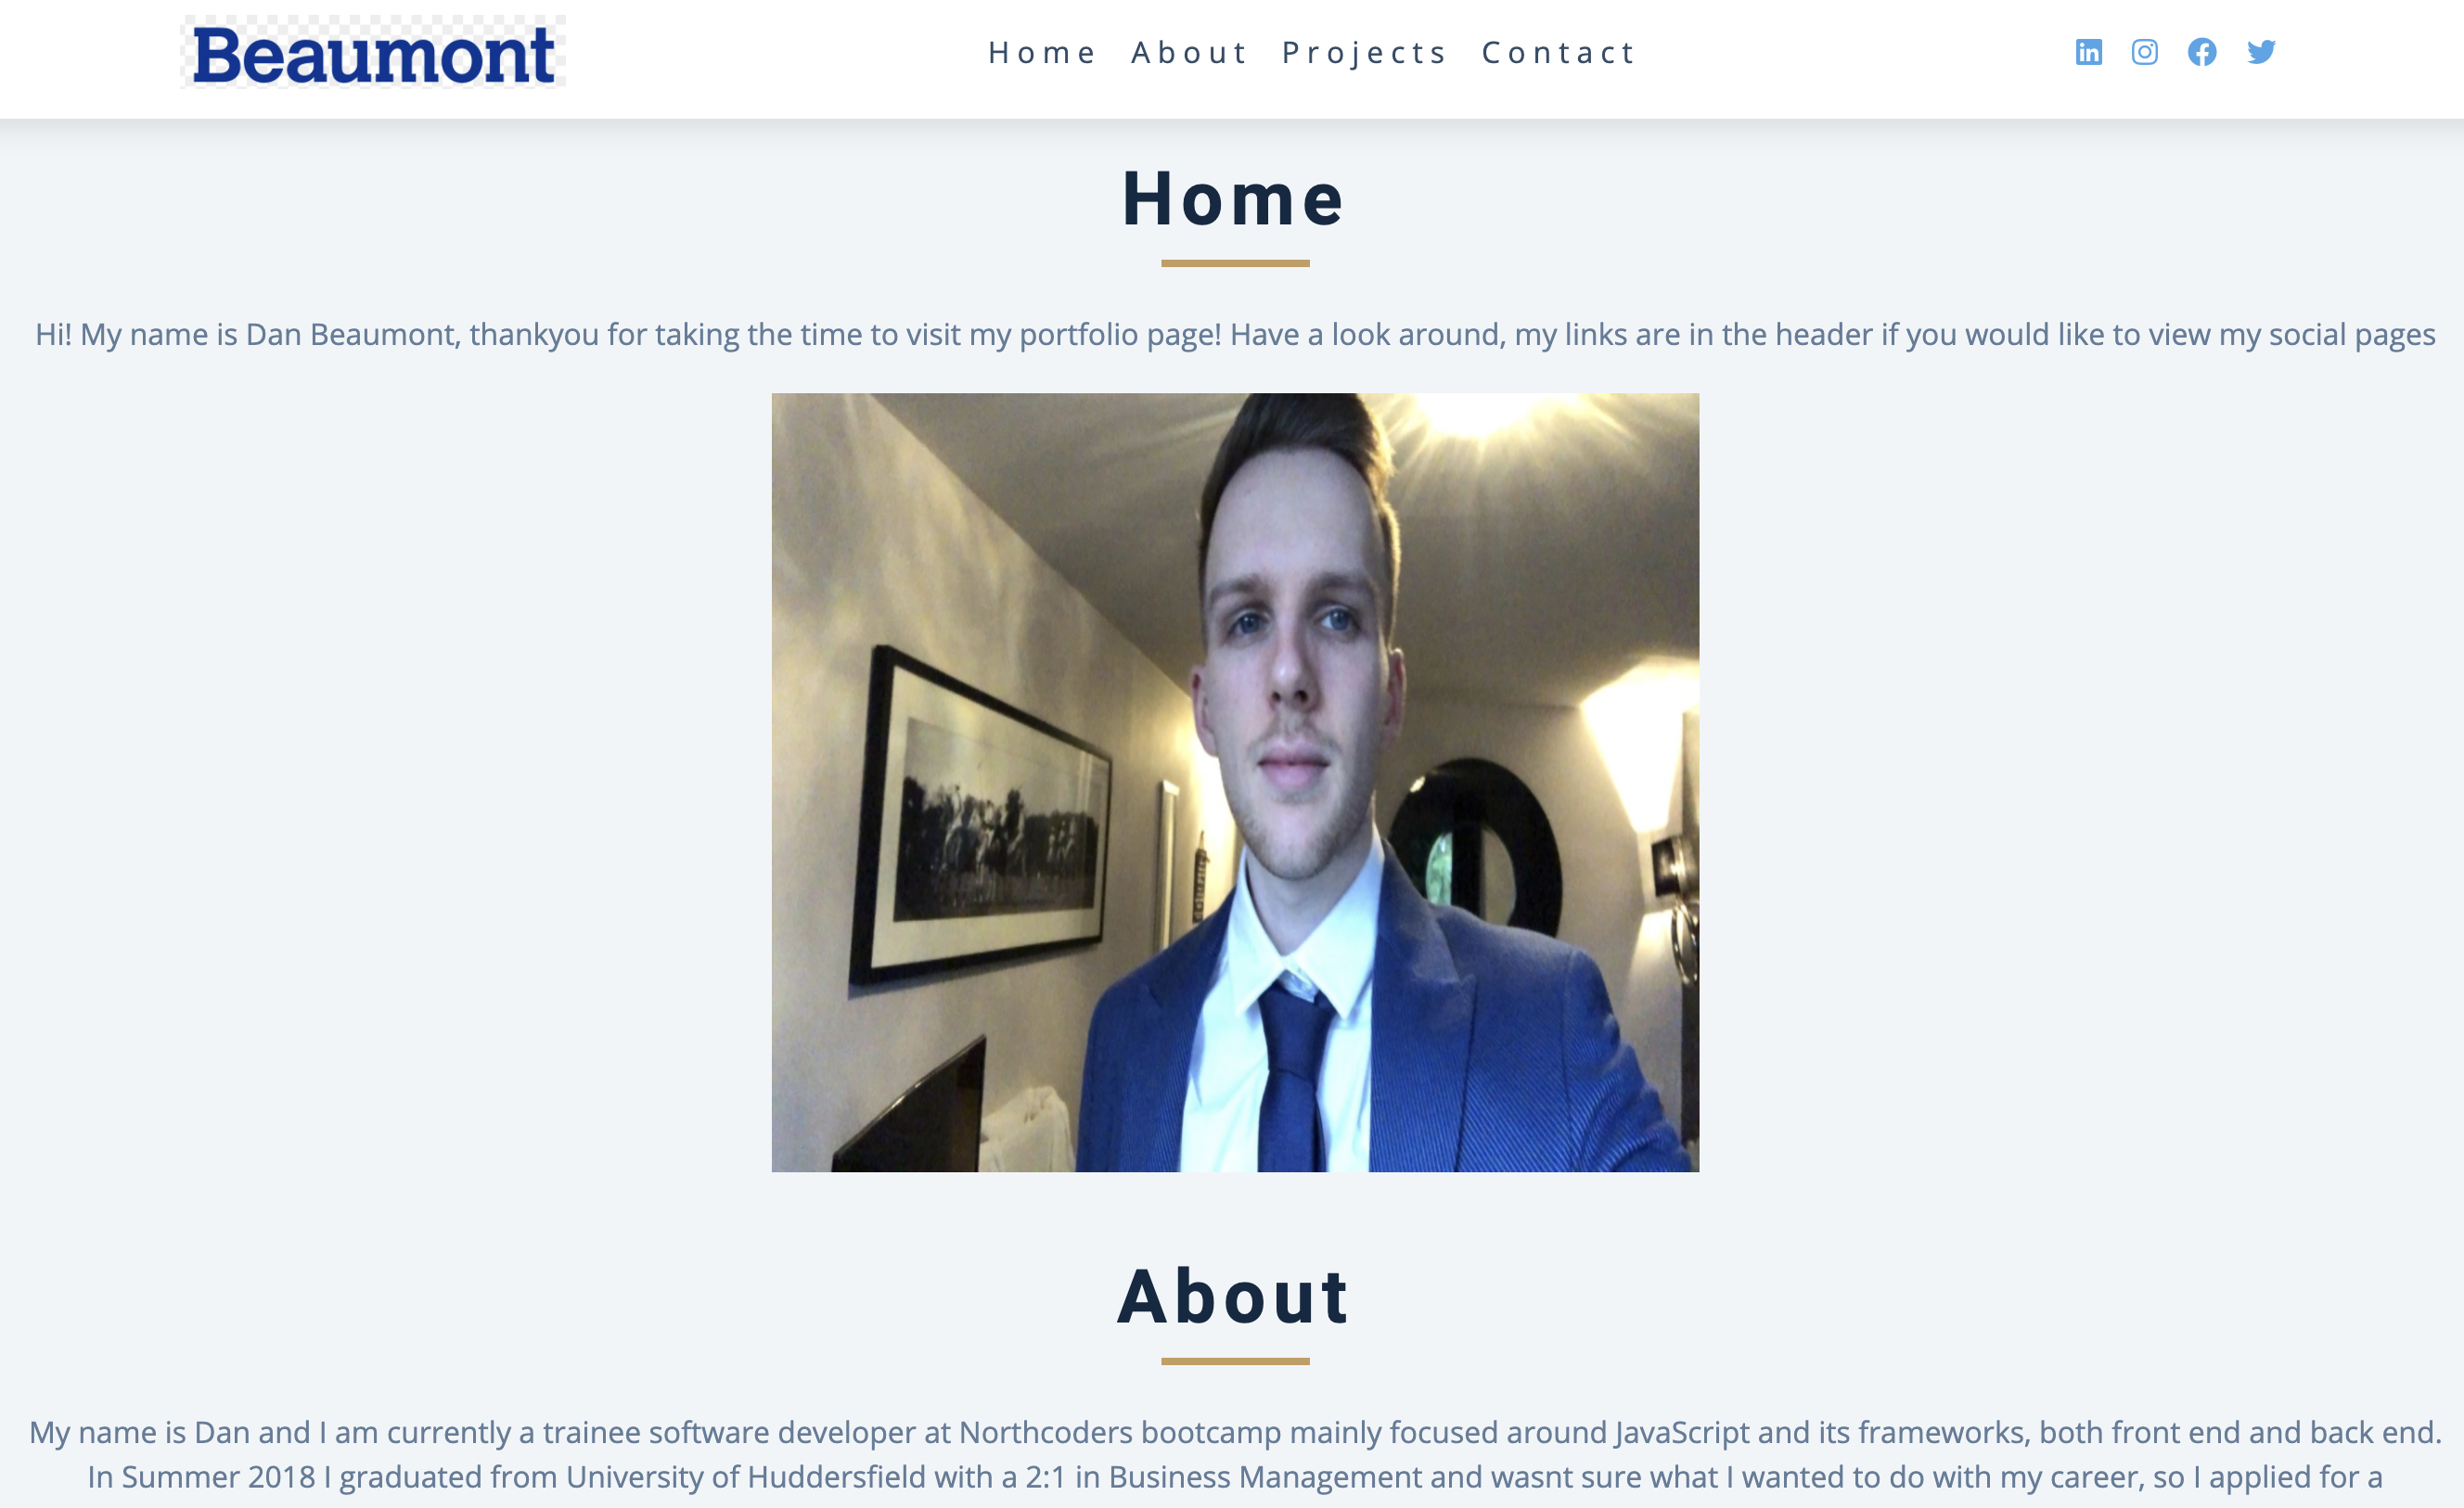 Beaumont
Home About Projects Contact
Home
Hi! My name is Dan Beaumont, thankyou for taking the time to visit my portfolio page! Have a look around, my links are in the header if you would like to view my social pages
About
My name is Dan and I am currently a trainee software developer at Northcoders bootcamp mainly focused around JavaScript and its frameworks, both front end and back end.
In Summer 2018 I graduated from University of Huddersfield with a 2:1 in Business Management and wasnt sure what I wanted to do with my career, so I applied for a